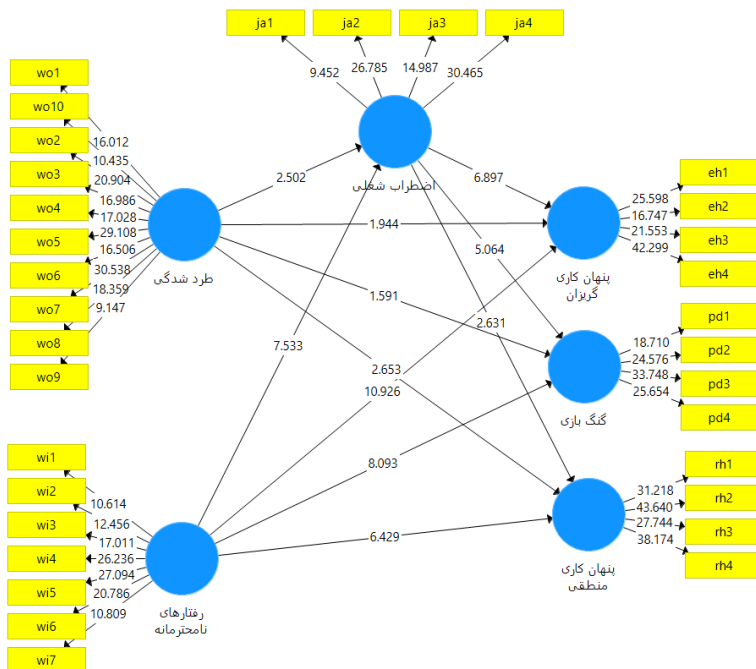 ja1
ja2
ja3
ja4
9.452
26.785
14.987
30.465
اضطراب شغلی
wo1
wo10
wo2
wo3
wo4
wo5
wo6
wo7
wo8
wo9
16.012
10.435
20.904
16.986
17.028
29.108
16.506
30.538
18.359
9.147
طرد شدگی
2.502
6.897
1.944
5.064
1.591
2.631
7.533
2.653
10.926
8.093
6.429
eh1
eh2
eh3
eh4
25.598
16.747
21.553
42.299
پنهان کاری
گریزان
pd1
pd2
pd3
pd4
18.710
24.576
33.748
25.654
گنگ بازی
wi1
wi2
wi3
wi4
wi5
wi6
wi7
10.614
12.456
17.011
26.236
27.094
20.786
10.809
رفتارهای
نامحترمانه
rh1
rh2
rh3
rh4
31.218
43.640
27.744
38.174
پنهان کاری
منطقی